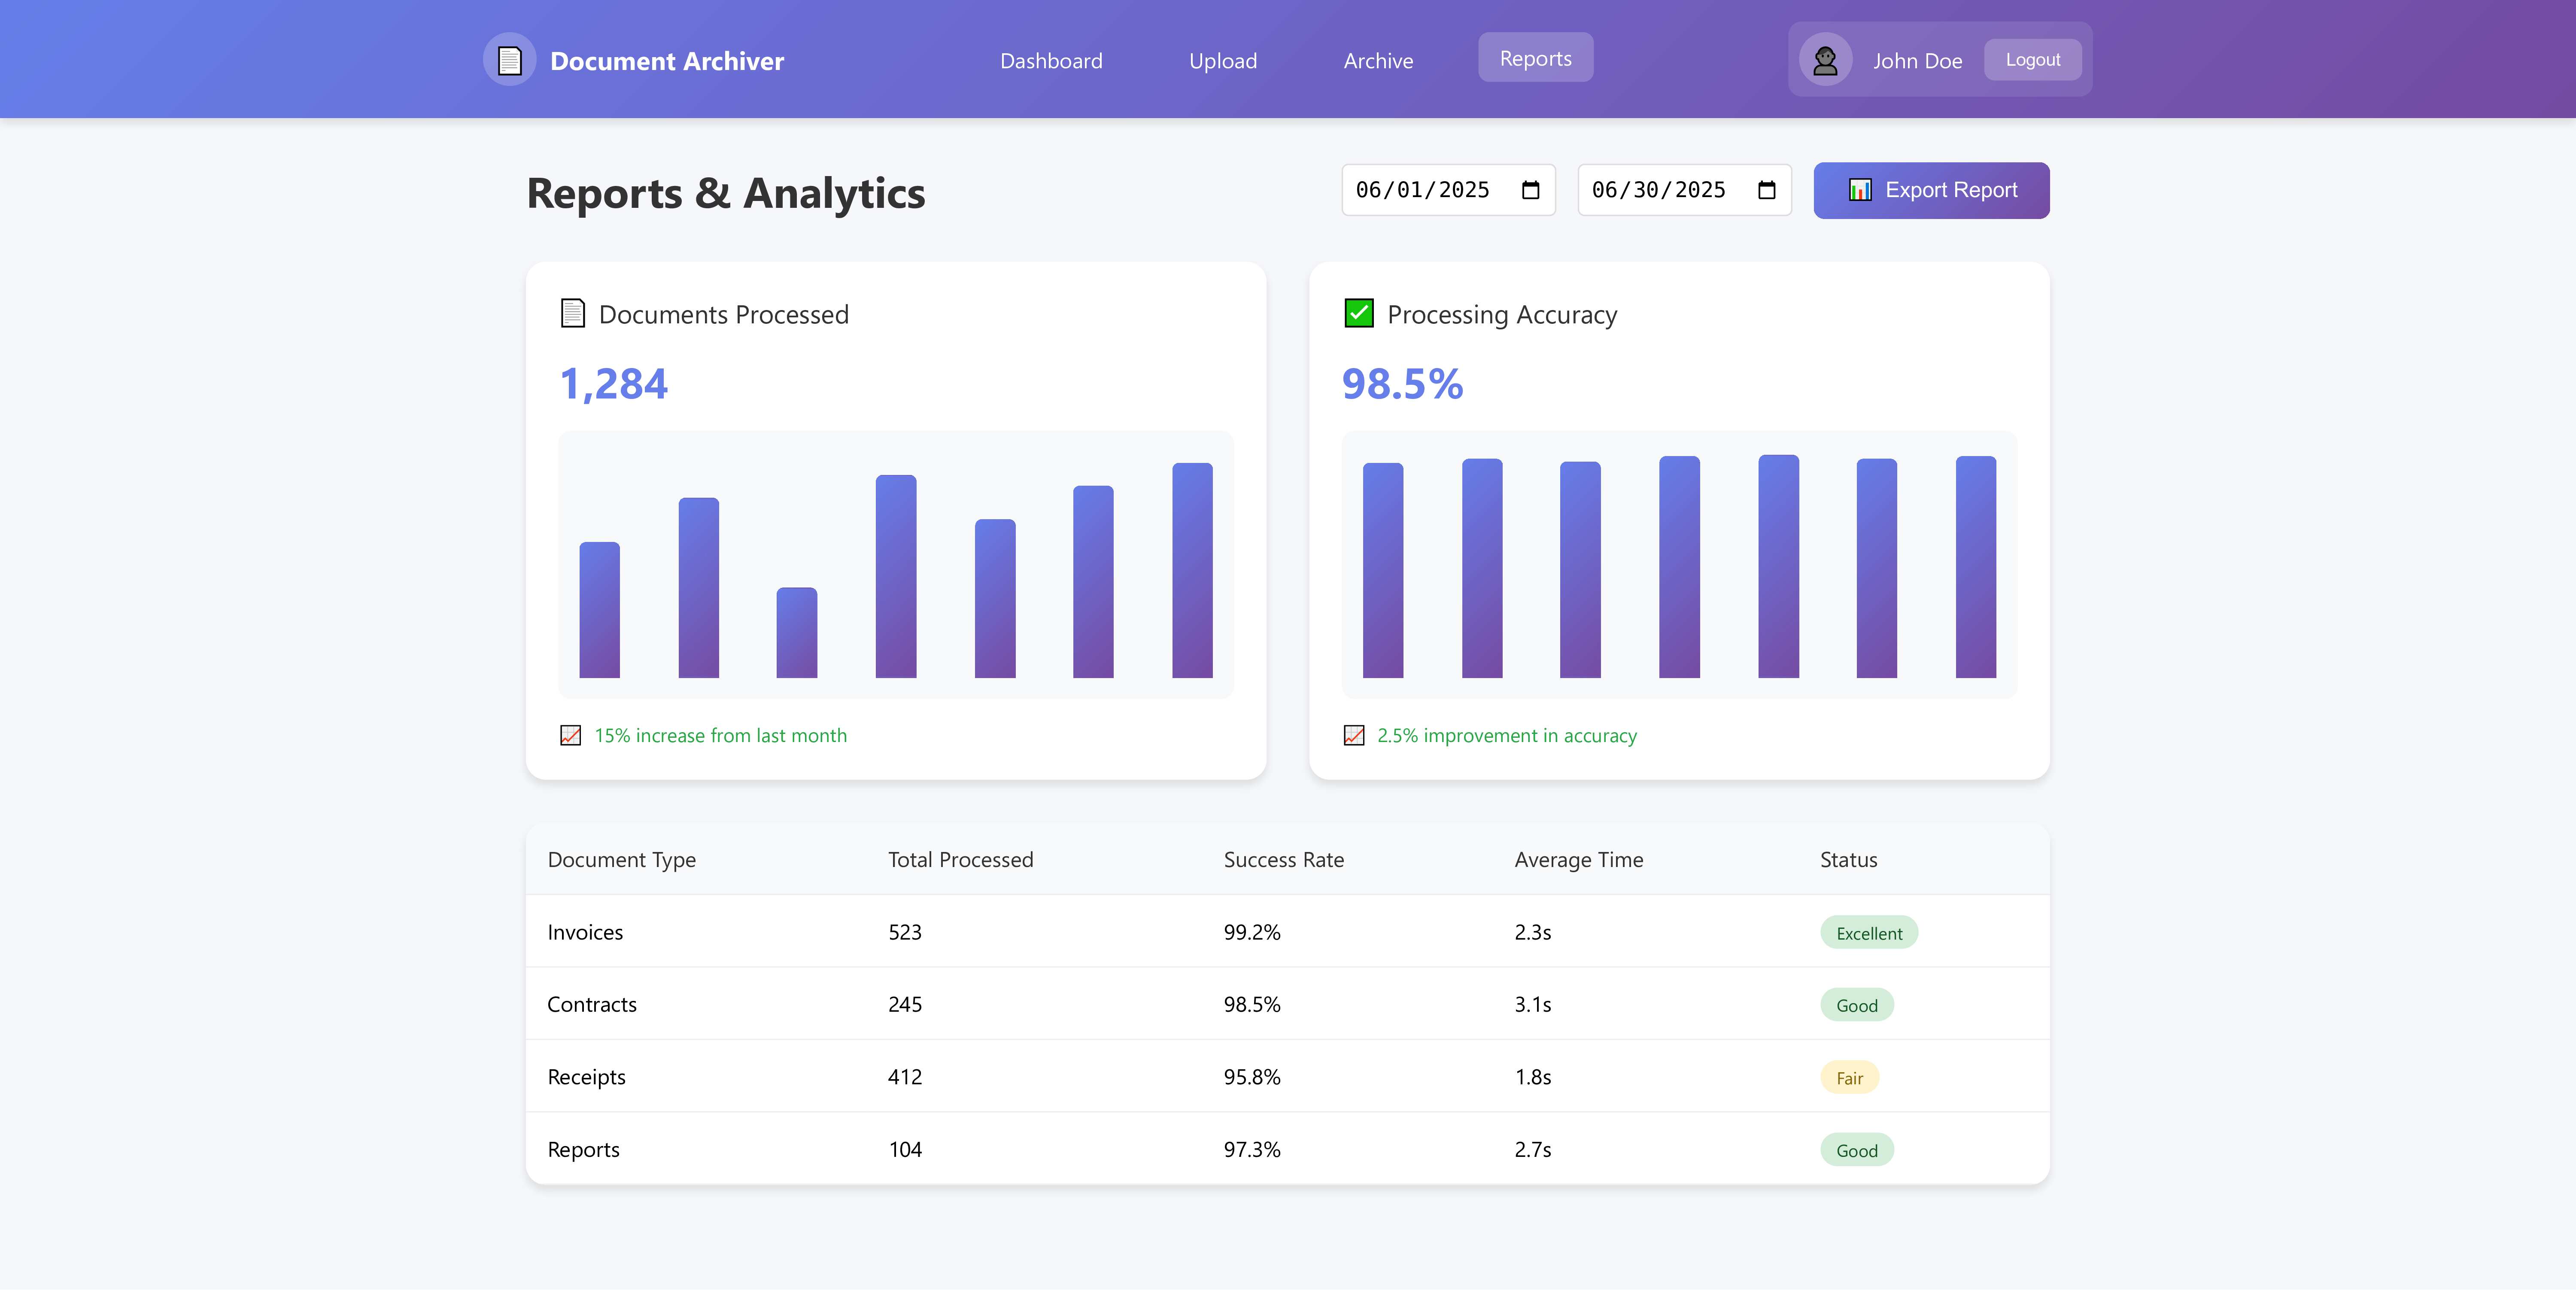 Document Archiver
Dashboard
Upload
Archive
Reports
John Doe
Logout
Reports & Analytics
06/01/2025
06/30/2025
Export Report
Documents Processed
1,284
15% increase from last month
Processing Accuracy
98.5%
2.5% improvement in accuracy
Document Type Total Processed Success Rate Average Time Status
Invoices 523 99.2% 2.3s Excellent
Contracts 245 98.5% 3.1s Good
Receipts 412 95.8% 1.8s Fair
Reports 104 97.3% 2.7s Good